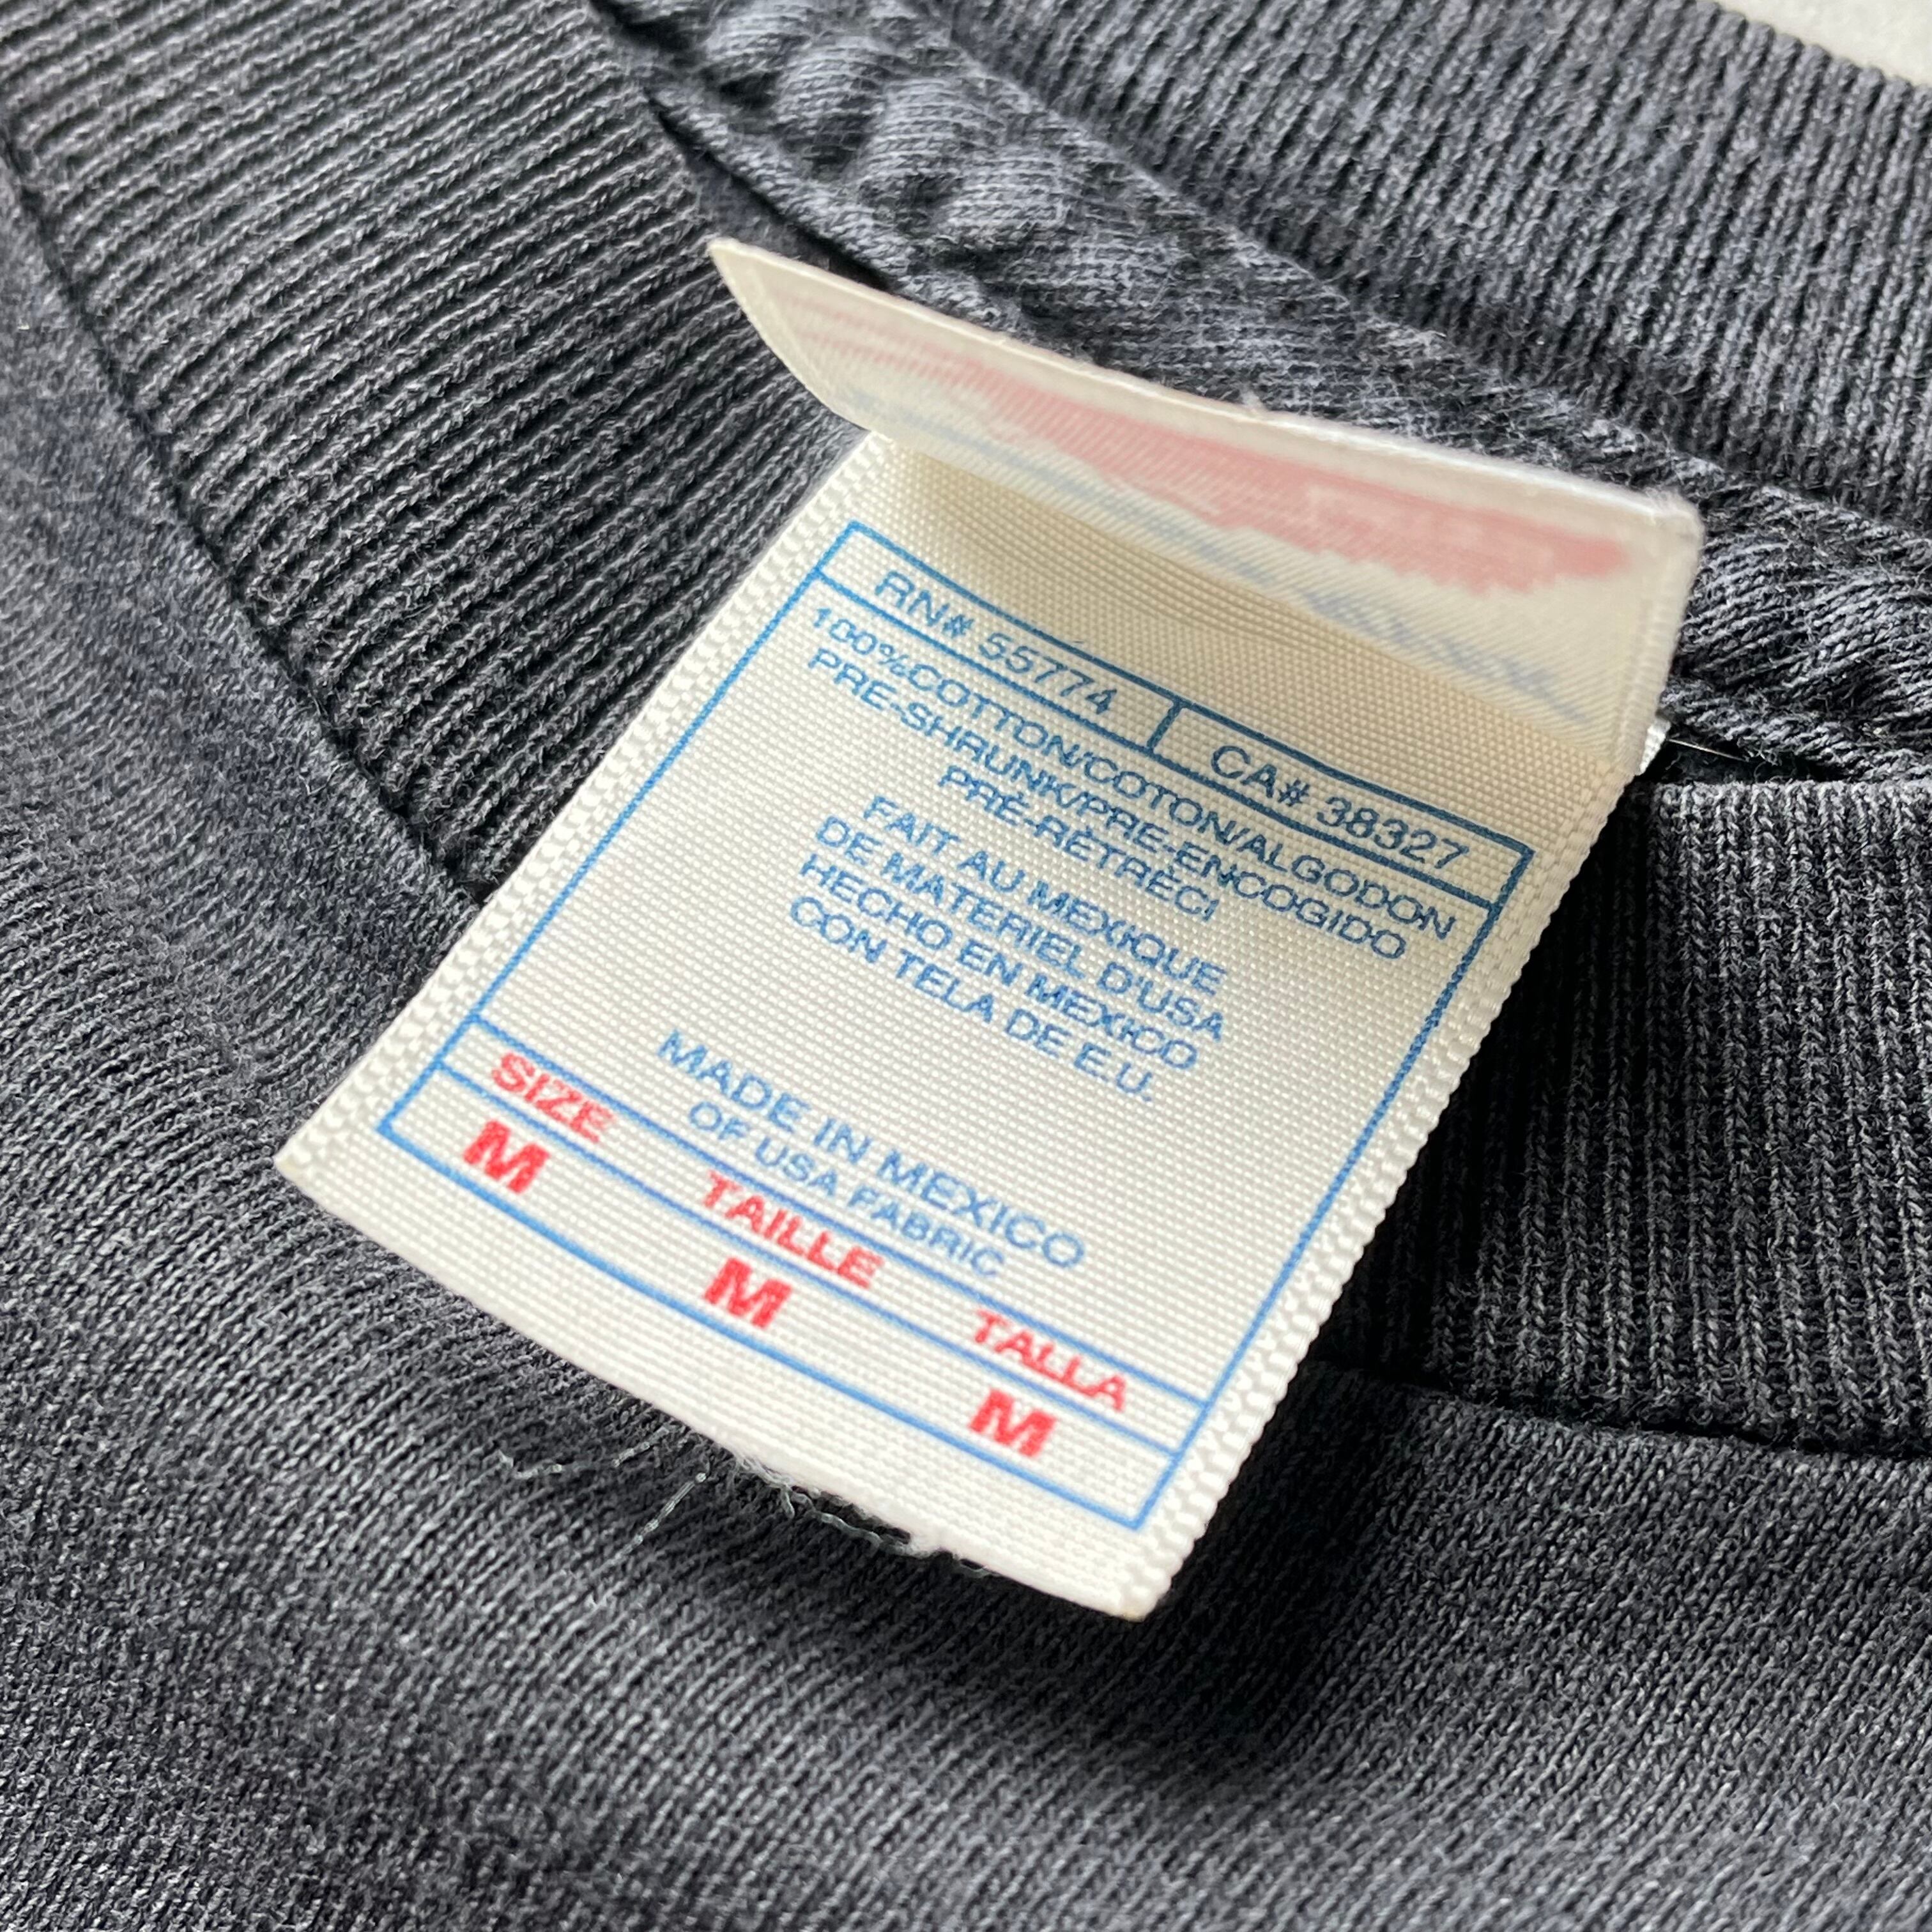 RN# 55774 CA# 38327
100%COTTON/COTON/ALGODON
PRE-SHRUNK/PRE-ENCOGIDO
PRÉ-RÈTRÉCI
FAIT AU MEXIQUE
DE MATERIEL D'USA
HECHO EN MEXICO
CON TELA DE E.U.
MADE IN MEXICO
OF USA FABRIC
SIZE TAILLE TALLA
M M M